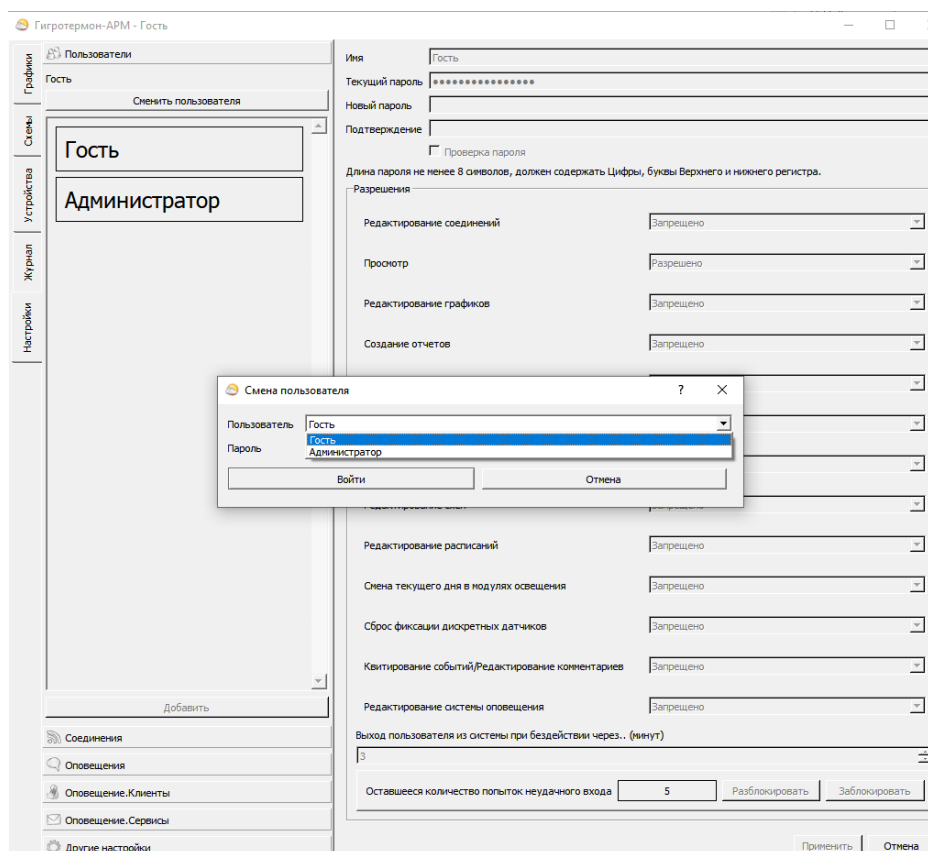 Гигротермон-АРМ - Гость
Графики
Схемы
Устройства
Журнал
Настройки
Пользователи
Гость
Сменить пользователя
Гость
Администратор
Добавить
Соединения
Оповещения
Оповещение.Клиенты
Оповещение.Сервисы
Другие настройки
Имя Гость
Текущий пароль ••••••••••••••••
Новый пароль
Подтверждение
Проверка пароля
Длина пароля не менее 8 символов, должен содержать Цифры, буквы Верхнего и нижнего регистра.
Разрешения
Редактирование соединений Запрещено
Просмотр Разрешено
Редактирование графиков Запрещено
Создание отчетов Запрещено
Смена пользователя
Пользователь Гость
Гость
Администратор
Пароль
Войти Отмена
Редактирование расписаний Запрещено
Смена текущего дня в модулях освещения Запрещено
Сброс фиксации дискретных датчиков Запрещено
Квитирование событий/Редактирование комментариев Запрещено
Редактирование системы оповещения Запрещено
Выход пользователя из системы при бездействии через.. (минут)
3
Оставшееся количество попыток неудачного входа 5 Разблокировать Заблокировать
Применить Отмена